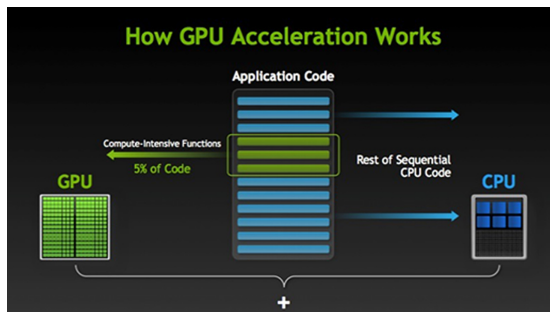 How GPU Acceleration Works
Application Code
Compute-Intensive Functions
5% of Code
Rest of Sequential
CPU Code
GPU
CPU
+